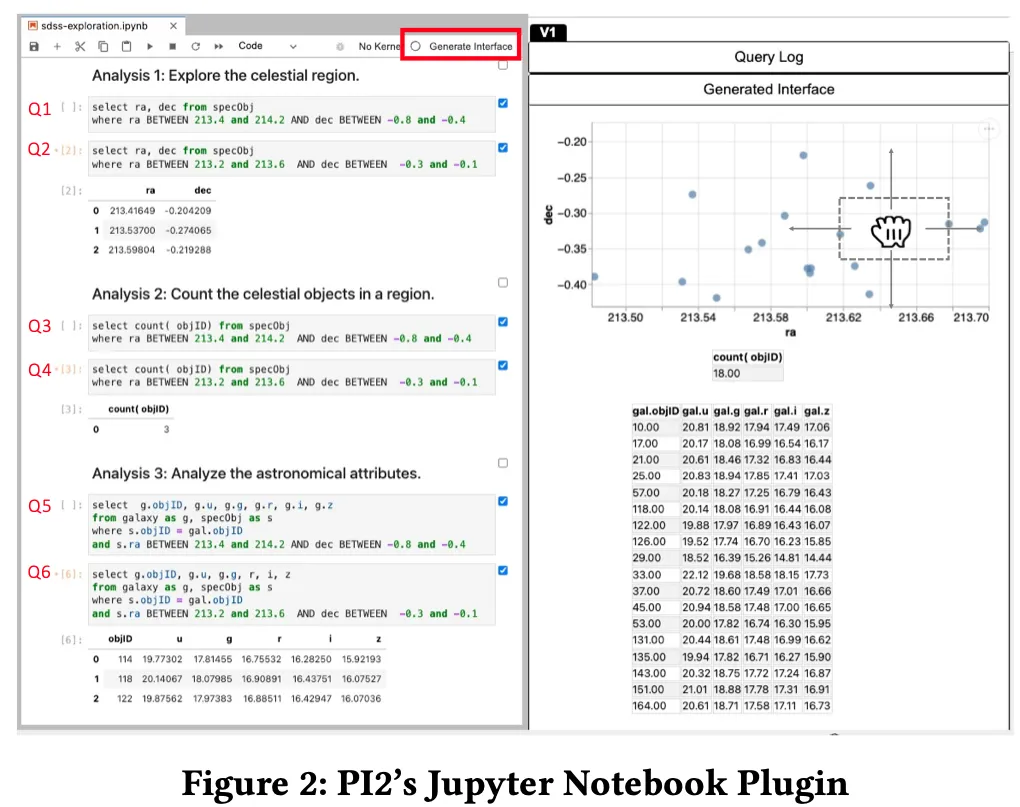 sdss-exploration.ipynb
Code
No Kerne
Generate Interface
Analysis 1: Explore the celestial region.
Q1 [ ]: select ra, dec from specObj
where ra BETWEEN 213.4 and 214.2 AND dec BETWEEN −0.8 and −0.4
Q2 [2]: select ra, dec from specObj
where ra BETWEEN 213.2 and 213.6 AND dec BETWEEN −0.3 and −0.1
[2]:
ra dec
0 213.41649 -0.204209
1 213.53700 -0.274065
2 213.59804 -0.219288
Analysis 2: Count the celestial objects in a region.
Q3 [ ]: select count( objID) from specObj
where ra BETWEEN 213.4 and 214.2 AND dec BETWEEN −0.8 and −0.4
Q4 [3]: select count( objID) from specObj
where ra BETWEEN 213.2 and 213.6 AND dec BETWEEN −0.3 and −0.1
[3]: count( objID)
0 3
Analysis 3: Analyze the astronomical attributes.
Q5 [ ]: select g.objID, g.u, g.g, g.r, g.i, g.z
from galaxy as g, specObj as s
where s.objID = gal.objID
and s.ra BETWEEN 213.4 and 214.2 AND dec BETWEEN −0.8 and −0.4
Q6 [6]: select g.objID, g.u, g.g, r, i, z
from galaxy as g, specObj as s
where s.objID = gal.objID
and s.ra BETWEEN 213.2 and 213.6 AND dec BETWEEN −0.3 and −0.1
[6]: objID u g r i z
0 114 19.77302 17.81455 16.75532 16.28250 15.92193
1 118 20.14067 18.07985 16.90891 16.43751 16.07527
2 122 19.87562 17.97383 16.88511 16.42947 16.07036
V1
Query Log
Generated Interface
−0.20
−0.25
−0.30
−0.35
−0.40
dec
213.50 213.54 213.58 213.62 213.66 213.70
ra
count( objID)
18.00
gal.objID gal.u gal.g gal.r gal.i gal.z
10.00 20.81 18.92 17.94 17.49 17.06
17.00 20.17 18.08 16.99 16.54 16.17
21.00 20.61 18.46 17.32 16.83 16.44
25.00 20.83 18.94 17.85 17.41 17.03
57.00 20.18 18.27 17.25 16.79 16.43
118.00 20.14 18.08 16.91 16.44 16.08
122.00 19.88 17.97 16.89 16.43 16.07
126.00 19.52 17.74 16.70 16.23 15.85
29.00 18.52 16.39 15.26 14.81 14.44
33.00 22.12 19.68 18.58 18.15 17.73
37.00 20.72 18.60 17.49 17.01 16.66
45.00 20.94 18.58 17.48 17.00 16.65
53.00 20.00 17.82 16.74 16.30 15.95
131.00 20.44 18.61 17.48 16.99 16.62
135.00 19.94 17.82 16.71 16.27 15.90
143.00 20.32 18.75 17.72 17.24 16.87
151.00 21.01 18.88 17.78 17.31 16.91
164.00 20.61 18.71 17.58 17.11 16.73
Figure 2: PI2’s Jupyter Notebook Plugin